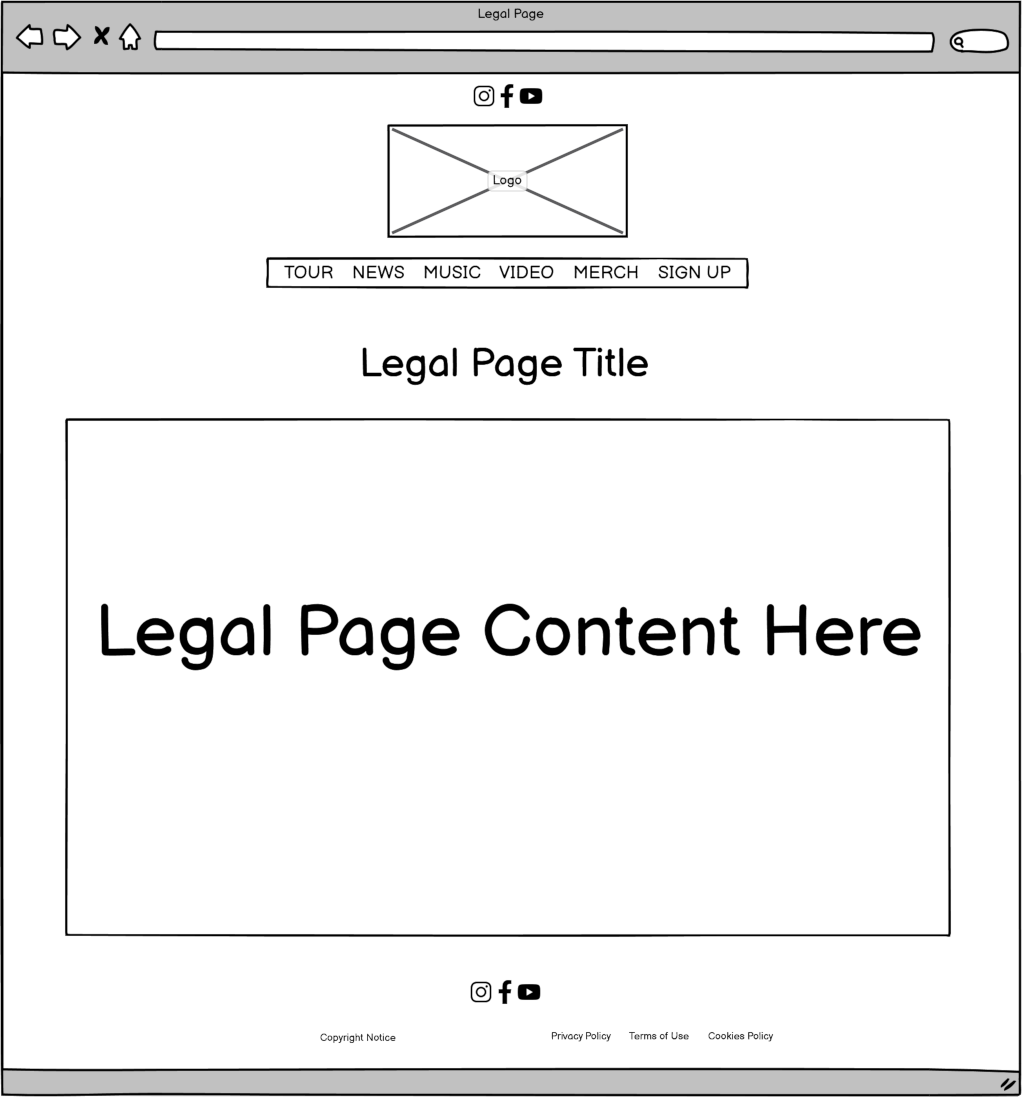 Legal Page
Logo
TOUR NEWS MUSIC VIDEO MERCH SIGN UP
Legal Page Title
Legal Page Content Here
Copyright Notice Privacy Policy Terms of Use Cookies Policy